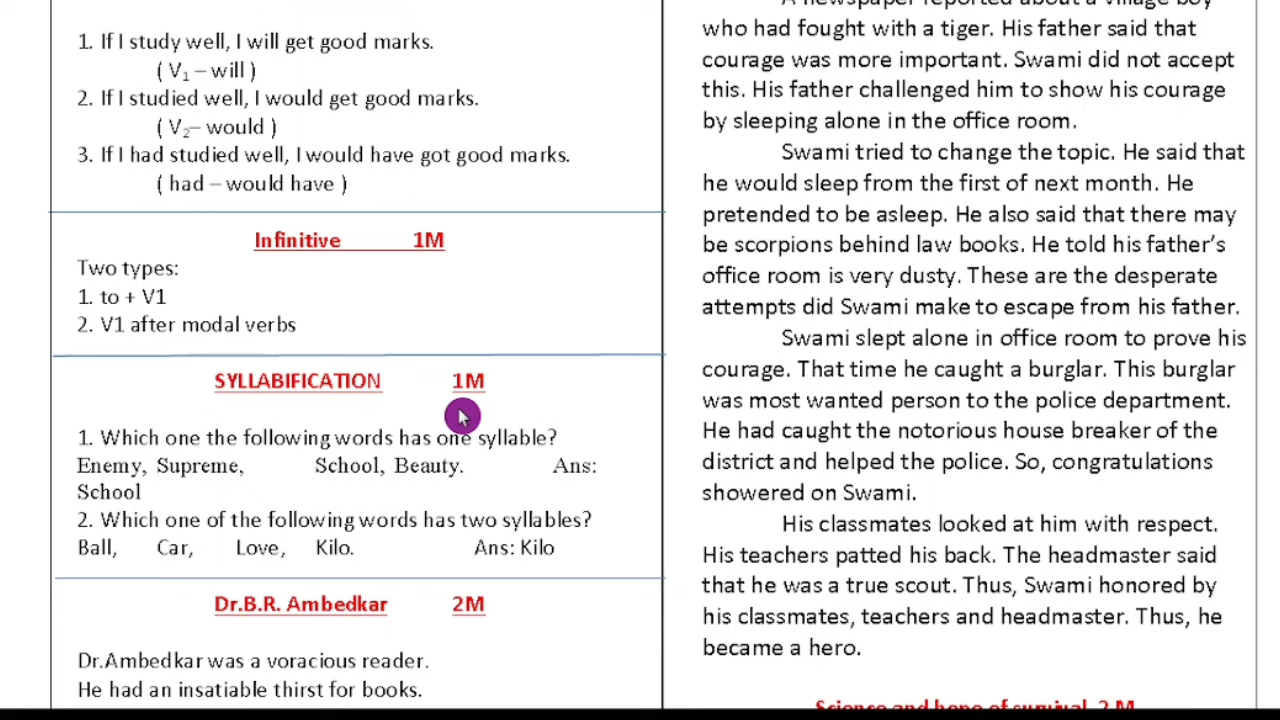 1. If I study well, I will get good marks.
( V₁ – will )
2. If I studied well, I would get good marks.
( V₂– would )
3. If I had studied well, I would have got good marks.
( had – would have )
Infinitive 1M
Two types:
1. to + V1
2. V1 after modal verbs
SYLLABIFICATION 1M
1. Which one the following words has one syllable?
Enemy, Supreme, School, Beauty. Ans:
School
2. Which one of the following words has two syllables?
Ball, Car, Love, Kilo. Ans: Kilo
Dr.B.R. Ambedkar 2M
Dr.Ambedkar was a voracious reader.
He had an insatiable thirst for books.
A newspaper reported about a village boy
who had fought with a tiger. His father said that
courage was more important. Swami did not accept
this. His father challenged him to show his courage
by sleeping alone in the office room.
Swami tried to change the topic. He said that
he would sleep from the first of next month. He
pretended to be asleep. He also said that there may
be scorpions behind law books. He told his father’s
office room is very dusty. These are the desperate
attempts did Swami make to escape from his father.
Swami slept alone in office room to prove his
courage. That time he caught a burglar. This burglar
was most wanted person to the police department.
He had caught the notorious house breaker of the
district and helped the police. So, congratulations
showered on Swami.
His classmates looked at him with respect.
His teachers patted his back. The headmaster said
that he was a true scout. Thus, Swami honored by
his classmates, teachers and headmaster. Thus, he
became a hero.
Science and hope of survival 2 M